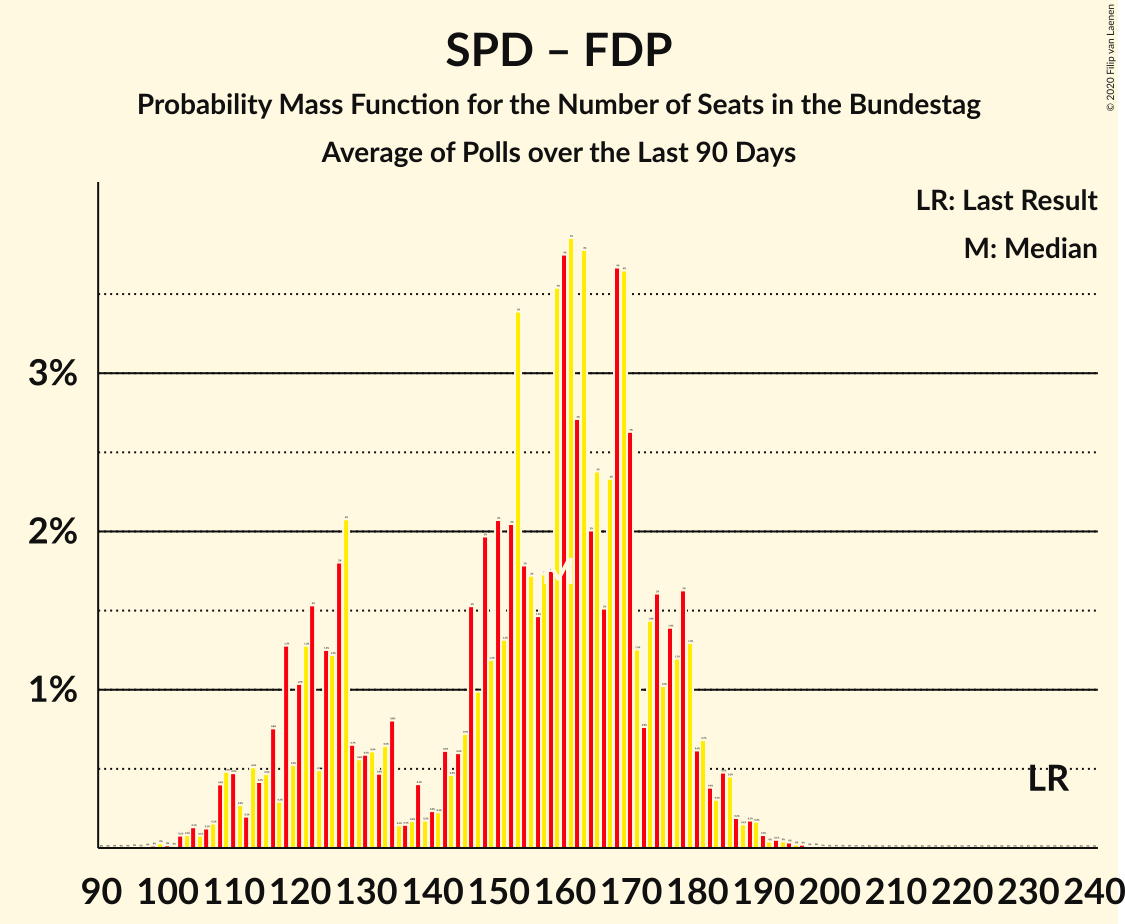 SPD – FDP
Probability Mass Function for the Number of Seats in the Bundestag
Average of Polls over the Last 90 Days
© 2020 Filip van Laenen
LR: Last Result
M: Median
3%
2%
1%
M
LR
90 100 110 120 130 140 150 160 170 180 190 200 210 220 230 240